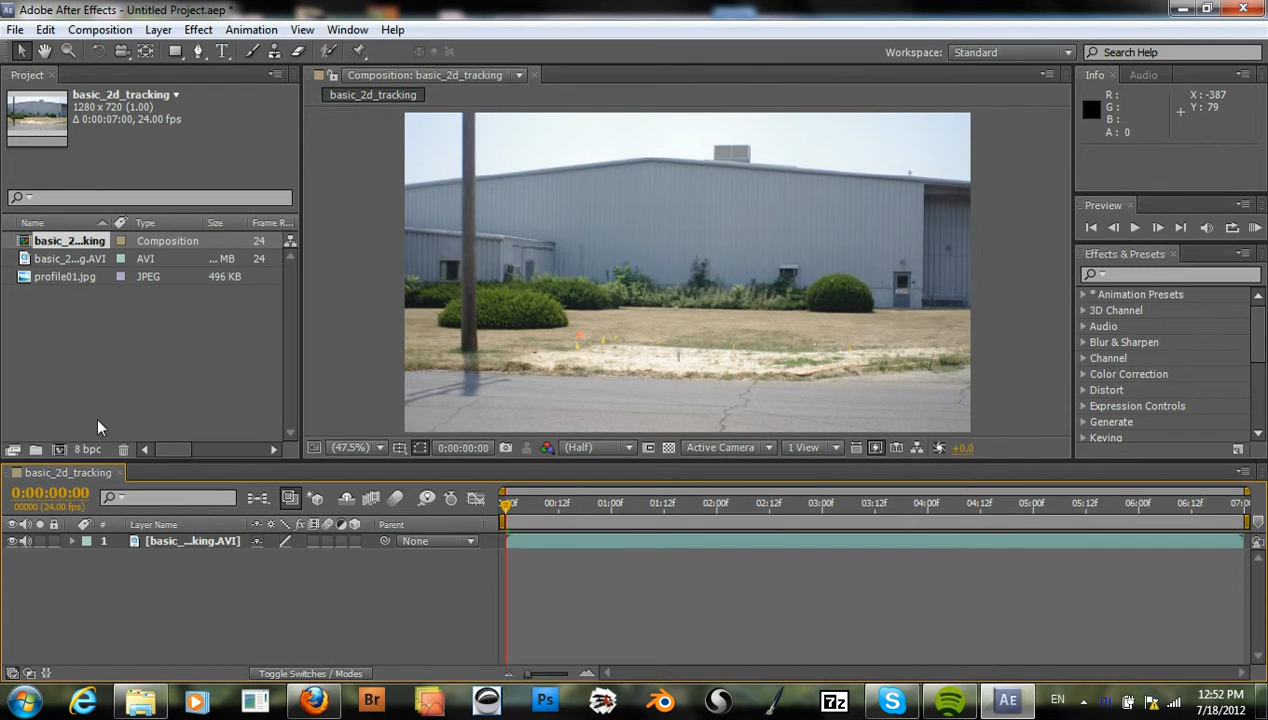 Adobe After Effects - Untitled Project.aep *
File Edit Composition Layer Effect Animation View Window Help
Workspace: Standard Search Help
Project
basic_2d_tracking
1280 x 720 (1.00)
Δ 0:00:07:00, 24.00 fps
Name Type Size Frame R...
basic_2...king Composition 24
basic_2...g.AVI AVI ... MB 24
profile01.jpg JPEG 496 KB
8 bpc
Composition: basic_2d_tracking
basic_2d_tracking
(47.5%) 0:00:00:00 (Half) Active Camera 1 View +0.0
Info Audio
R :
G :
B :
A : 0
X : -387
Y : 79
Preview
Effects & Presets
* Animation Presets
3D Channel
Audio
Blur & Sharpen
Channel
Color Correction
Distort
Expression Controls
Generate
Keying
basic_2d_tracking
0:00:00:00
00000 (24.00 fps)
# Layer Name Parent
1 [basic_...king.AVI] None
:00f 00:12f 01:00f 01:12f 02:00f 02:12f 03:00f 03:12f 04:00f 04:12f 05:00f 05:12f 06:00f 06:12f 07:00
Toggle Switches / Modes
Br Ps 7z Ae
EN
12:52 PM
7/18/2012